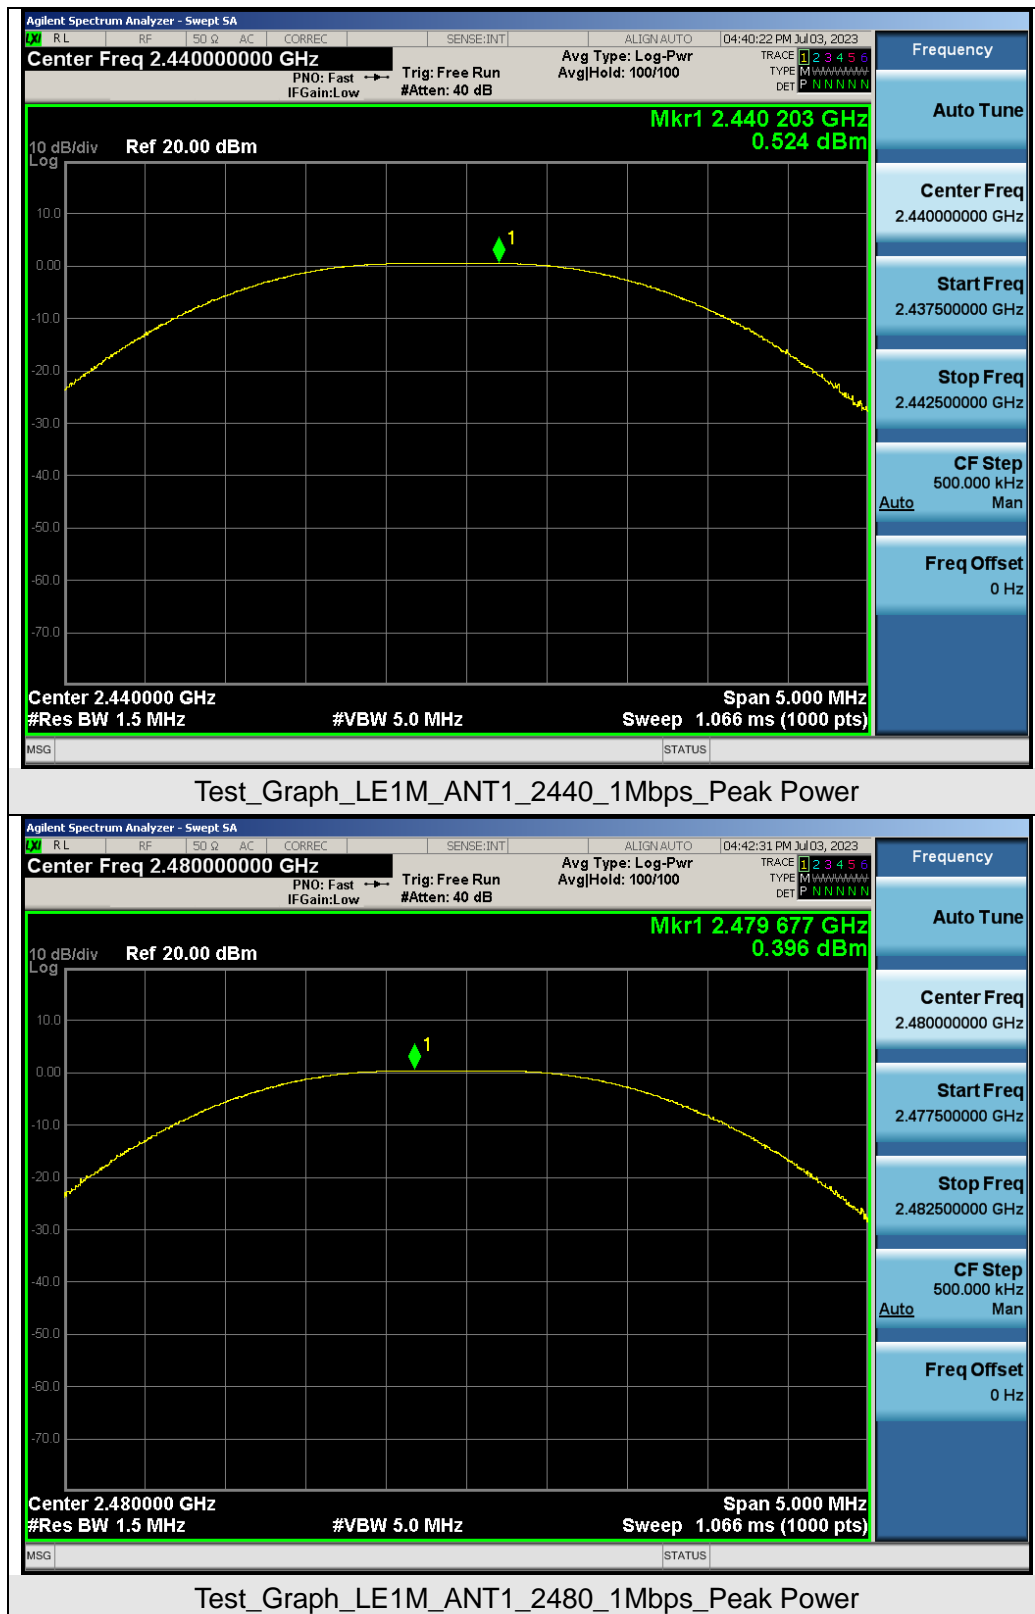 Agilent Spectrum Analyzer - Swept SA
LXI RL RF 50 Ω AC CORREC SENSE:INT ALIGN AUTO 04:40:22 PM Jul 03, 2023
Center Freq 2.440000000 GHz
PNO: Fast
IFGain:Low
Trig: Free Run
#Atten: 40 dB
Avg Type: Log-Pwr
Avg|Hold: 100/100
TRACE 1 2 3 4 5 6
TYPE M
DET P N N N N N
Mkr1 2.440 203 GHz
0.524 dBm
10 dB/div Ref 20.00 dBm
Log
1
10.0
0.00
-10.0
-20.0
-30.0
-40.0
-50.0
-60.0
-70.0
Center 2.440000 GHz Span 5.000 MHz
#Res BW 1.5 MHz #VBW 5.0 MHz Sweep 1.066 ms (1000 pts)
MSG STATUS
Frequency
Auto Tune
Center Freq
2.440000000 GHz
Start Freq
2.437500000 GHz
Stop Freq
2.442500000 GHz
CF Step
500.000 kHz
Auto Man
Freq Offset
0 Hz
Test_Graph_LE1M_ANT1_2440_1Mbps_Peak Power
Agilent Spectrum Analyzer - Swept SA
LXI RL RF 50 Ω AC CORREC SENSE:INT ALIGN AUTO 04:42:31 PM Jul 03, 2023
Center Freq 2.480000000 GHz
PNO: Fast
IFGain:Low
Trig: Free Run
#Atten: 40 dB
Avg Type: Log-Pwr
Avg|Hold: 100/100
TRACE 1 2 3 4 5 6
TYPE M
DET P N N N N N
Mkr1 2.479 677 GHz
0.396 dBm
10 dB/div Ref 20.00 dBm
Log
1
10.0
0.00
-10.0
-20.0
-30.0
-40.0
-50.0
-60.0
-70.0
Center 2.480000 GHz Span 5.000 MHz
#Res BW 1.5 MHz #VBW 5.0 MHz Sweep 1.066 ms (1000 pts)
MSG STATUS
Frequency
Auto Tune
Center Freq
2.480000000 GHz
Start Freq
2.477500000 GHz
Stop Freq
2.482500000 GHz
CF Step
500.000 kHz
Auto Man
Freq Offset
0 Hz
Test_Graph_LE1M_ANT1_2480_1Mbps_Peak Power